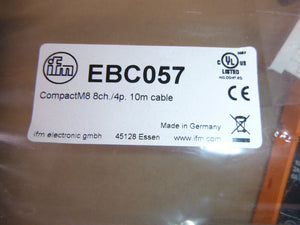 ifm
EBC057
UL
LISTED
CompactM8 8ch./4p. 10m cable
CE
ifm electronic gmbh
45128 Essen
Made in Germany
www.ifm.com